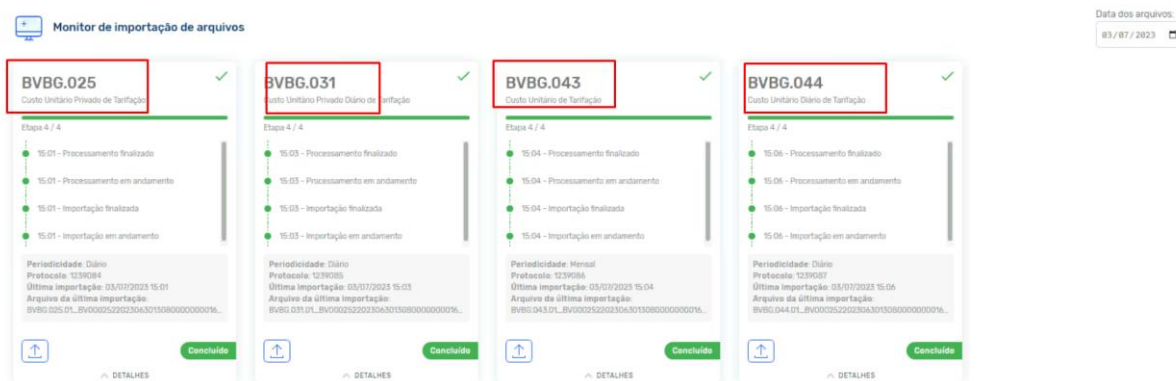 Monitor de importação de arquivos
Data dos arquivos:
03/07/2023
BVBG.025
Custo Unitário Privado de Tarifação
Etapa 4 / 4
15:01 - Processamento finalizado
15:01 - Processamento em andamento
15:01 - Importação finalizada
15:01 - Importação em andamento
Periodicidade: Diário
Protocolo: 1239084
Última importação: 03/07/2023 15:01
Arquivo da última importação:
Concluído
DETALHES
BVBG.031
Custo Unitário Privado Diário de Tarifação
Etapa 4 / 4
15:03 - Processamento finalizado
15:03 - Processamento em andamento
15:03 - Importação finalizada
15:03 - Importação em andamento
Periodicidade: Diário
Protocolo: 1239085
Última importação: 03/07/2023 15:03
Arquivo da última importação:
Concluído
DETALHES
BVBG.043
Custo Unitário de Tarifação
Etapa 4 / 4
15:04 - Processamento finalizado
15:04 - Processamento em andamento
15:04 - Importação finalizada
15:04 - Importação em andamento
Periodicidade: Mensal
Protocolo: 1239086
Última importação: 03/07/2023 15:04
Arquivo da última importação:
Concluído
DETALHES
BVBG.044
Custo Unitário Diário de Tarifação
Etapa 4 / 4
15:06 - Processamento finalizado
15:06 - Processamento em andamento
15:06 - Importação finalizada
15:06 - Importação em andamento
Periodicidade: Diário
Protocolo: 1239087
Última importação: 03/07/2023 15:06
Arquivo da última importação:
Concluído
DETALHES